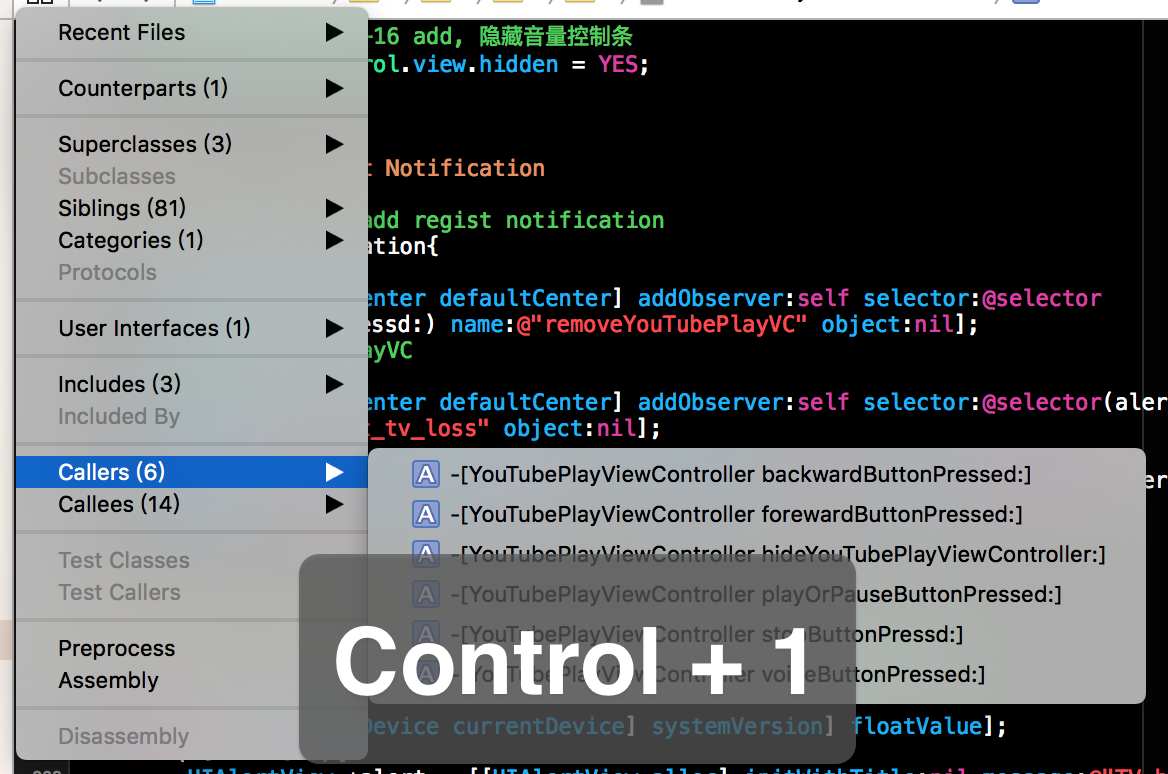 Recent Files
Counterparts (1)
Superclasses (3)
Subclasses
Siblings (81)
Categories (1)
Protocols
User Interfaces (1)
Includes (3)
Included By
Callers (6)
Callees (14)
Test Classes
Test Callers
Preprocess
Assembly
Disassembly
-16 add, 隐藏音量控制条
rol.view.hidden = YES;
t Notification
add regist notification
ation{
enter defaultCenter] addObserver:self selector:@selector
essd:) name:@"removeYouTubePlayVC" object:nil];
ayVC
enter defaultCenter] addObserver:self selector:@selector(aler
t_tv_loss" object:nil];
A -[YouTubePlayViewController backwardButtonPressed:]
A -[YouTubePlayViewController forewardButtonPressed:]
A -[YouTubePlayViewController hideYouTubePlayViewController:]
A -[YouTubePlayViewController playOrPauseButtonPressed:]
A -[YouTubePlayViewController stopButtonPressd:]
A -[YouTubePlayViewController voiceButtonPressed:]
Control + 1
Device currentDevice] systemVersion] floatValue];